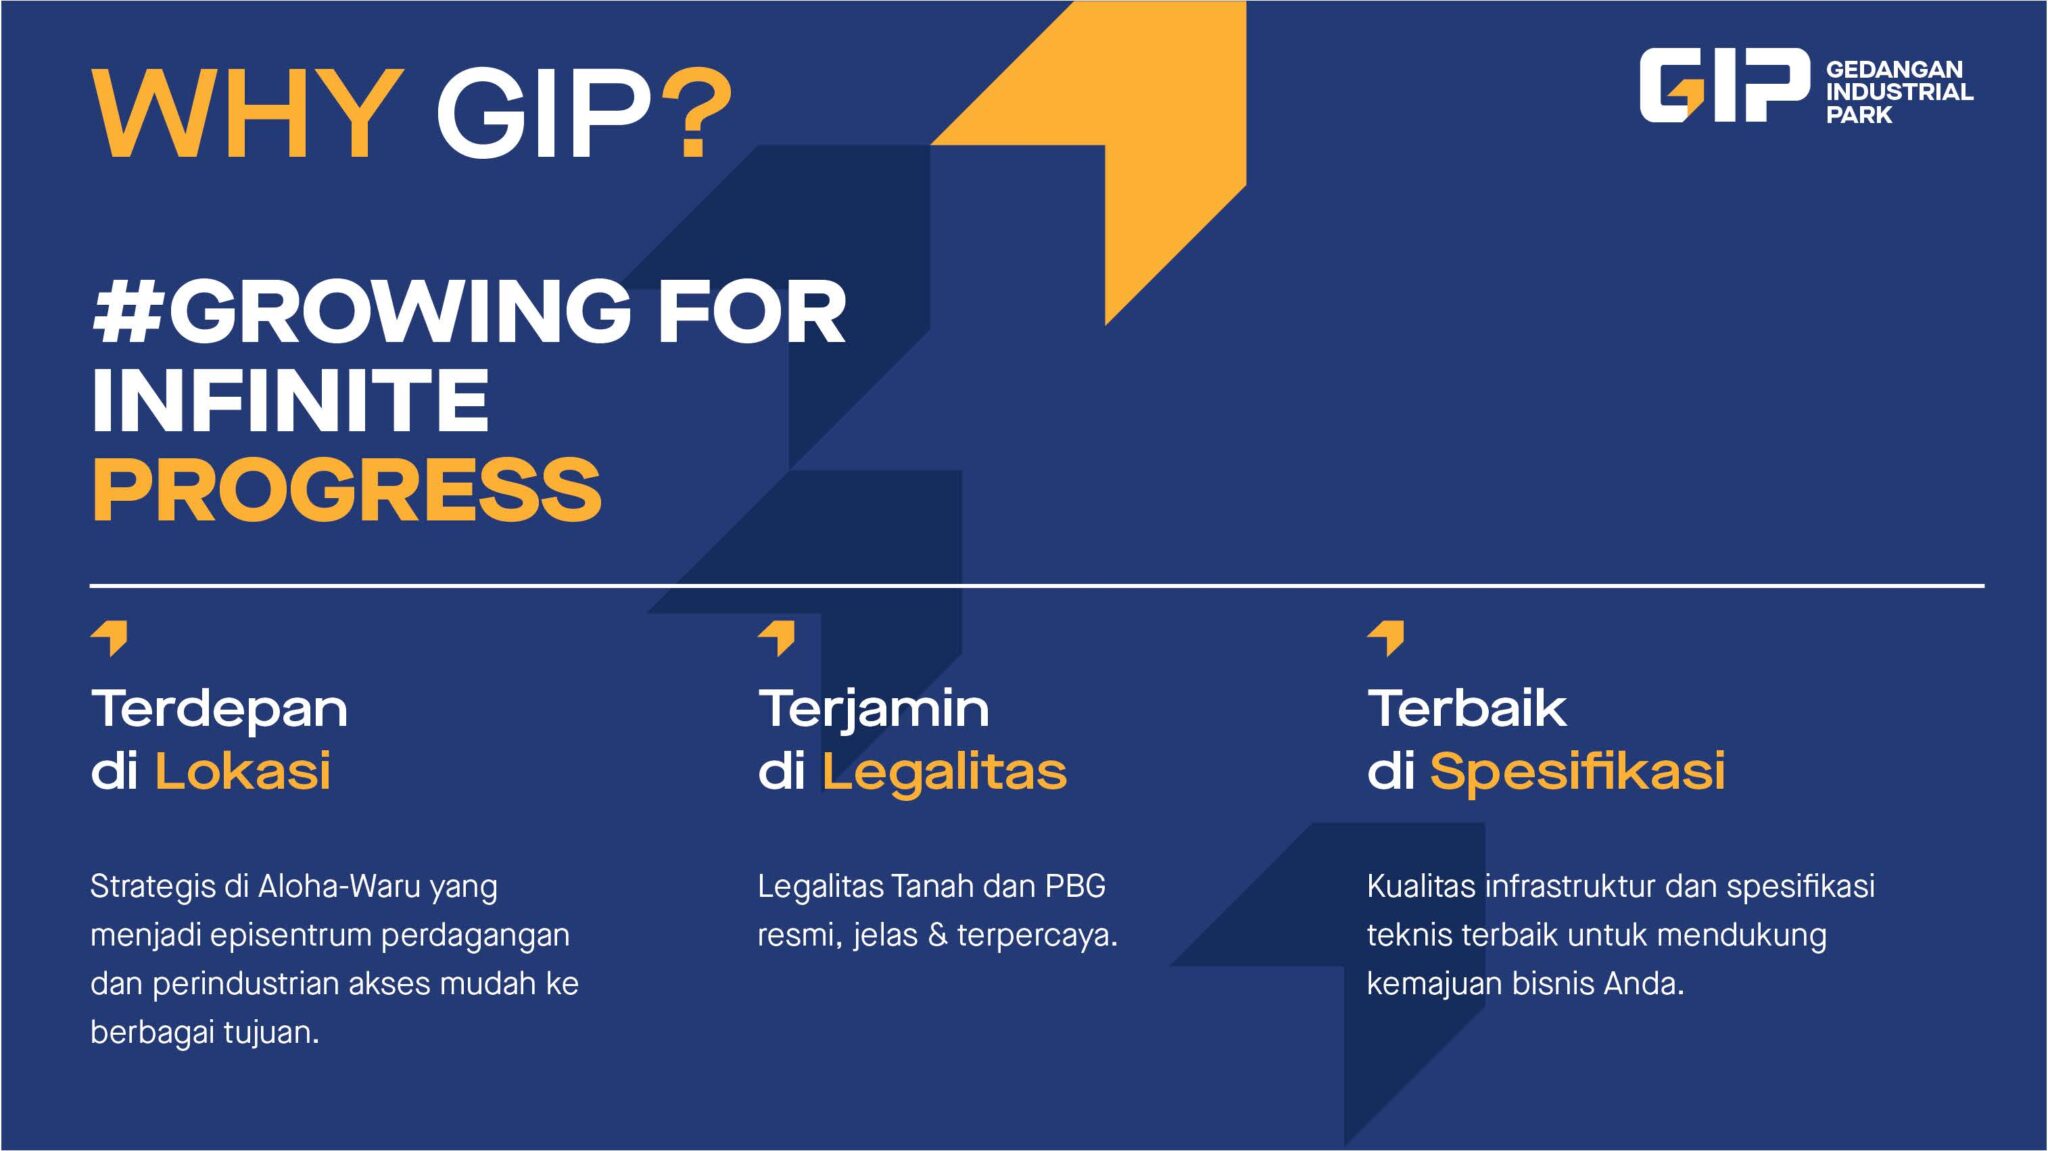 WHY GIP?
GIP GEDANGAN
INDUSTRIAL
PARK
#GROWING FOR
INFINITE
PROGRESS
Terdepan
di Lokasi
Strategis di Aloha-Waru yang
menjadi episentrum perdagangan
dan perindustrian akses mudah ke
berbagai tujuan.
Terjamin
di Legalitas
Legalitas Tanah dan PBG
resmi, jelas & terpercaya.
Terbaik
di Spesifikasi
Kualitas infrastruktur dan spesifikasi
teknis terbaik untuk mendukung
kemajuan bisnis Anda.